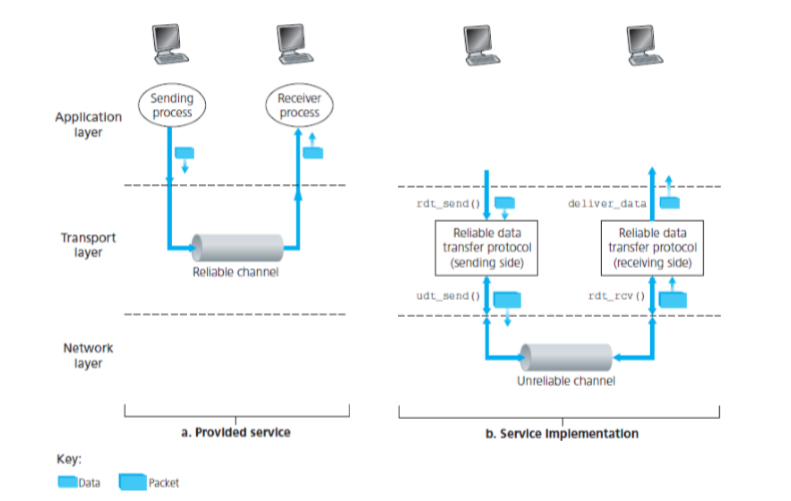 Sending
process
Receiver
process
Application
layer
rdt_send()
deliver_data
Transport
layer
Reliable data
transfer protocol
(sending side)
Reliable data
transfer protocol
(receiving side)
Reliable channel
udt_send()
rdt_rcv()
Network
layer
Unreliable channel
a. Provided service
b. Service Implementation
Key:
Data
Packet